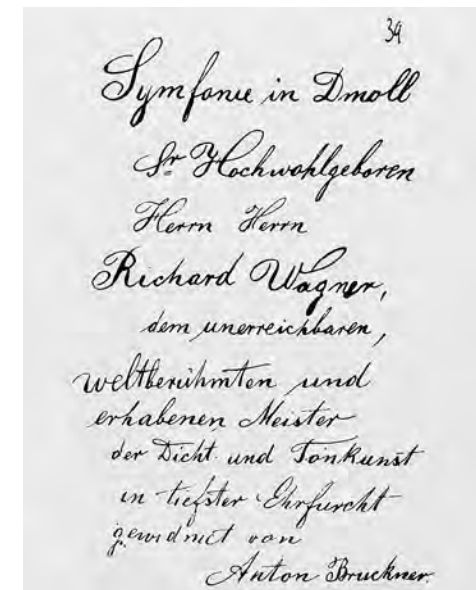 39
Symfonie in Dmoll
Sr Hochwohlgeboren
Herrn Herrn
Richard Wagner,
dem unerreichbaren,
weltberühmten und
erhabenen Meister
der Dicht- und Tonkunst
in tiefster Ehrfurcht
gewidmet von
Anton Bruckner.